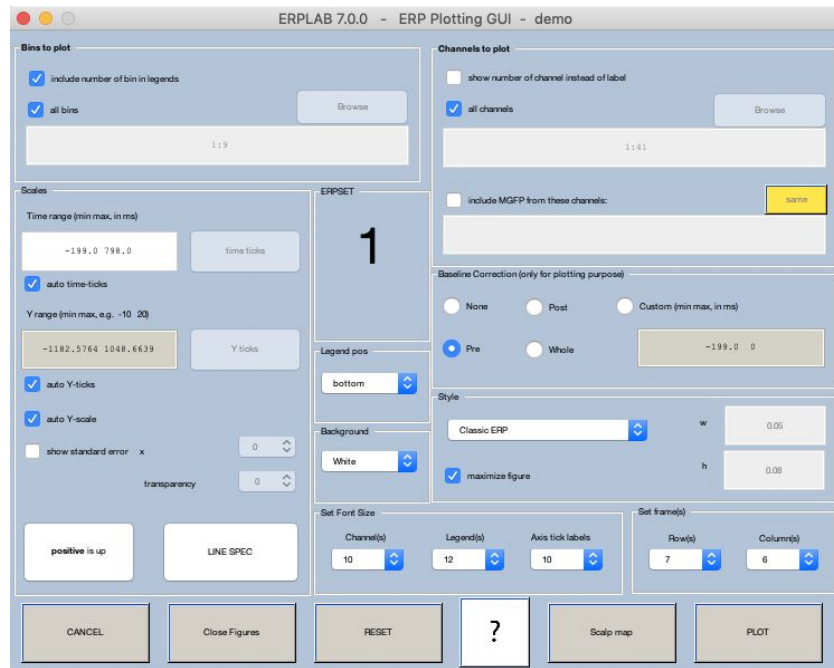 ERPLAB 7.0.0 - ERP Plotting GUI - demo
Bins to plot
include number of bin in legends
all bins
Browse
1:9
Channels to plot
show number of channel instead of label
all channels
Browse
1:41
include MGFP from these channels:
same
Scales
Time range (min max, in ms)
-199.0 798.0
time ticks
auto time-ticks
Y range (min max, e.g. -10 20)
-1182.5764 1048.6639
Y ticks
auto Y-ticks
auto Y-scale
show standard error x
0
transparency
0
positive is up
LINE SPEC
ERPSET
1
Legend pos
bottom
Background
White
Baseline Correction (only for plotting purpose)
None
Post
Custom (min max, in ms)
Pre
Whole
-199.0 0
Style
Classic ERP
w
0.05
maximize figure
h
0.08
Set Font Size
Channel(s)
Legend(s)
Axis tick labels
10
12
10
Set frame(s)
Row(s)
Column(s)
7
6
CANCEL
Close Figures
RESET
?
Scalp map
PLOT